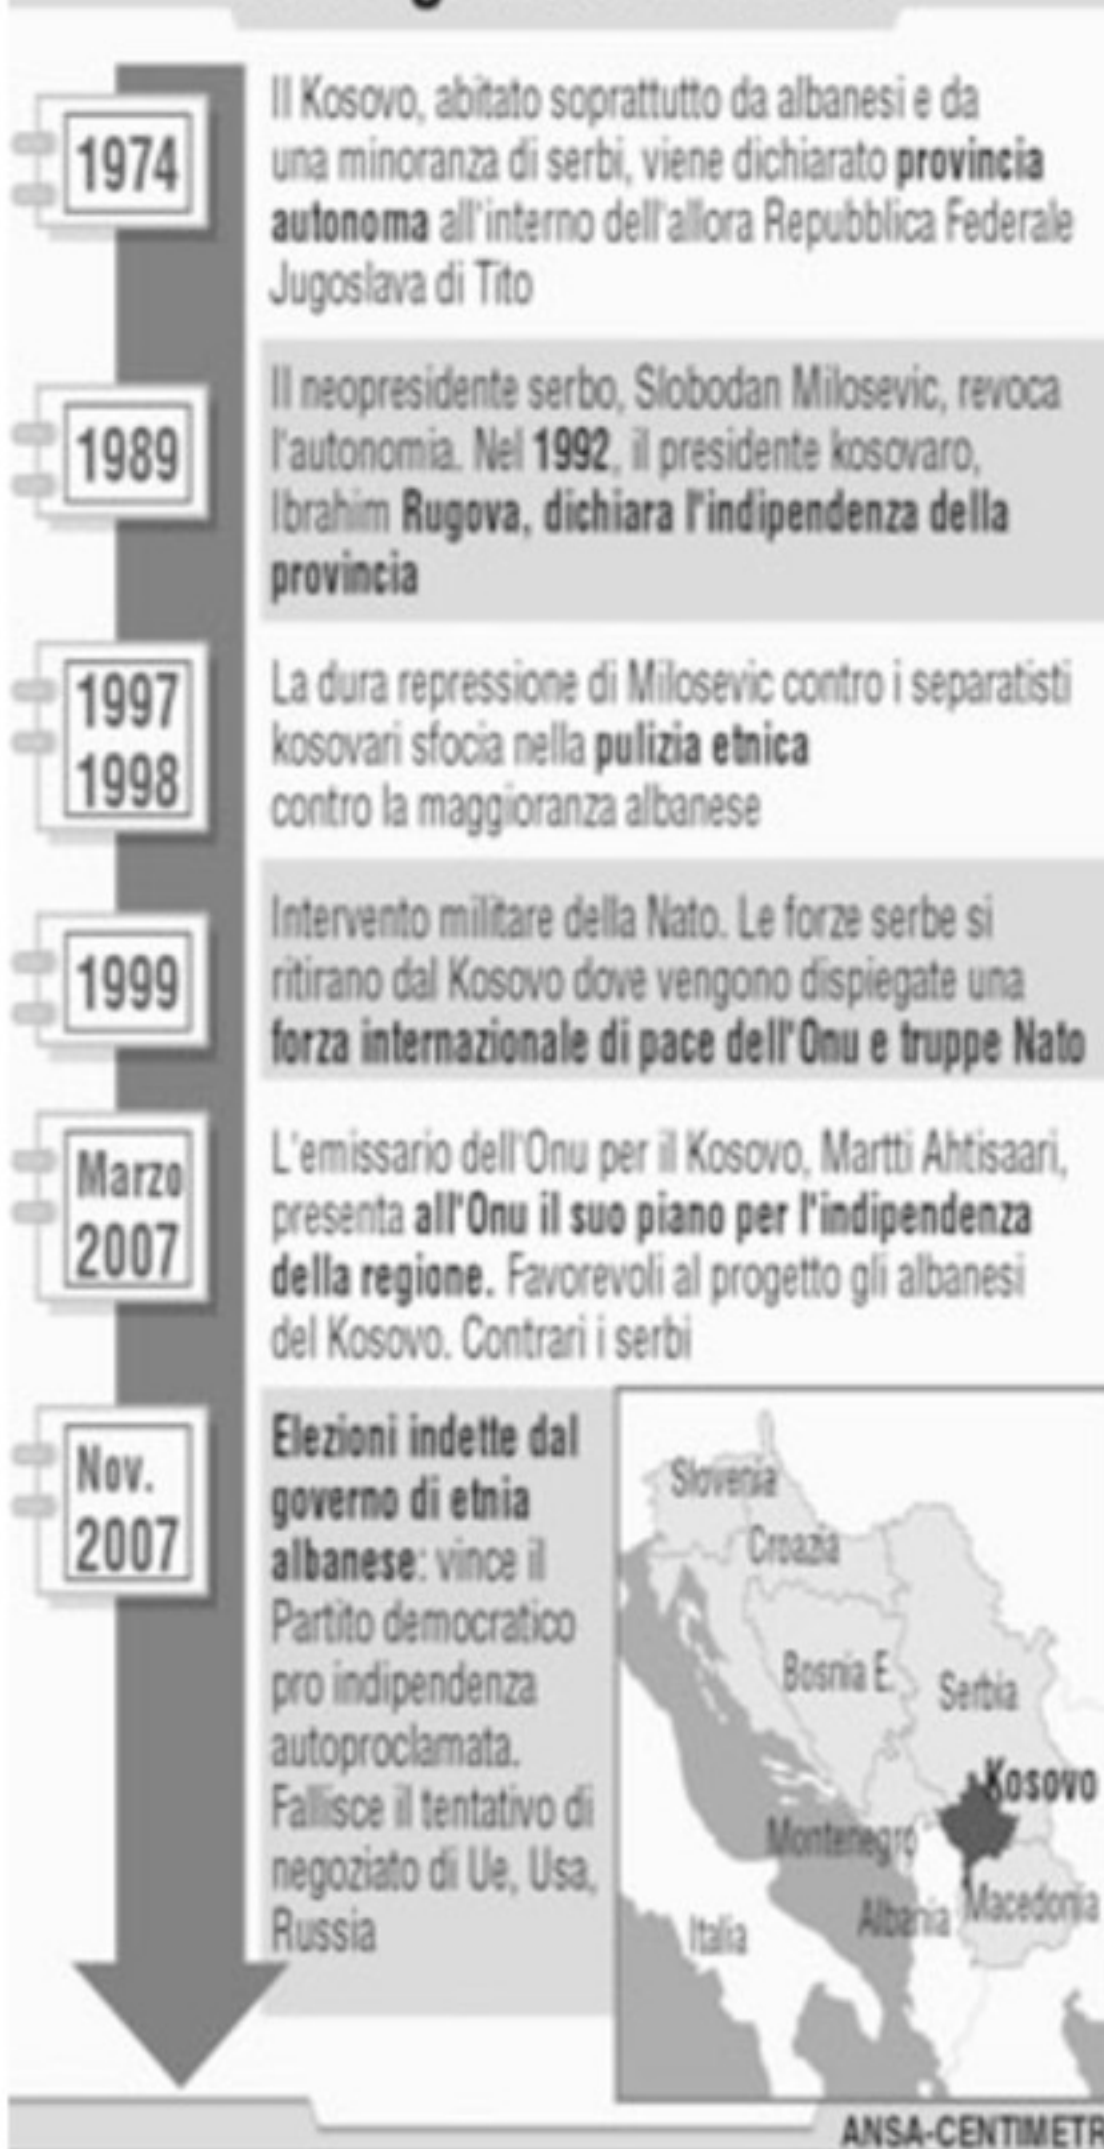 1974
Il Kosovo, abitato soprattutto da albanesi e da
una minoranza di serbi, viene dichiarato provincia
autonoma all'interno dell'allora Repubblica Federale
Jugoslava di Tito
1989
Il neopresidente serbo, Slobodan Milosevic, revoca
l'autonomia. Nel 1992, il presidente kosovaro,
Ibrahim Rugova, dichiara l'indipendenza della
provincia
1997
1998
La dura repressione di Milosevic contro i separatisti
kosovari sfocia nella pulizia etnica
contro la maggioranza albanese
1999
Intervento militare della Nato. Le forze serbe si
ritirano dal Kosovo dove vengono dispiegate una
forza internazionale di pace dell'Onu e truppe Nato
Marzo
2007
L'emissario dell'Onu per il Kosovo, Martti Ahtisaari,
presenta all'Onu il suo piano per l'indipendenza
della regione. Favorevoli al progetto gli albanesi
del Kosovo. Contrari i serbi
Nov.
2007
Elezioni indette dal
governo di etnia
albanese: vince il
Partito democratico
pro indipendenza
autoproclamata.
Fallisce il tentativo di
negoziato di Ue, Usa,
Russia
Slovenia
Croazia
Bosnia E.
Serbia
Kosovo
Montenegro
Albania
Macedonia
Italia
ANSA-CENTIMETR